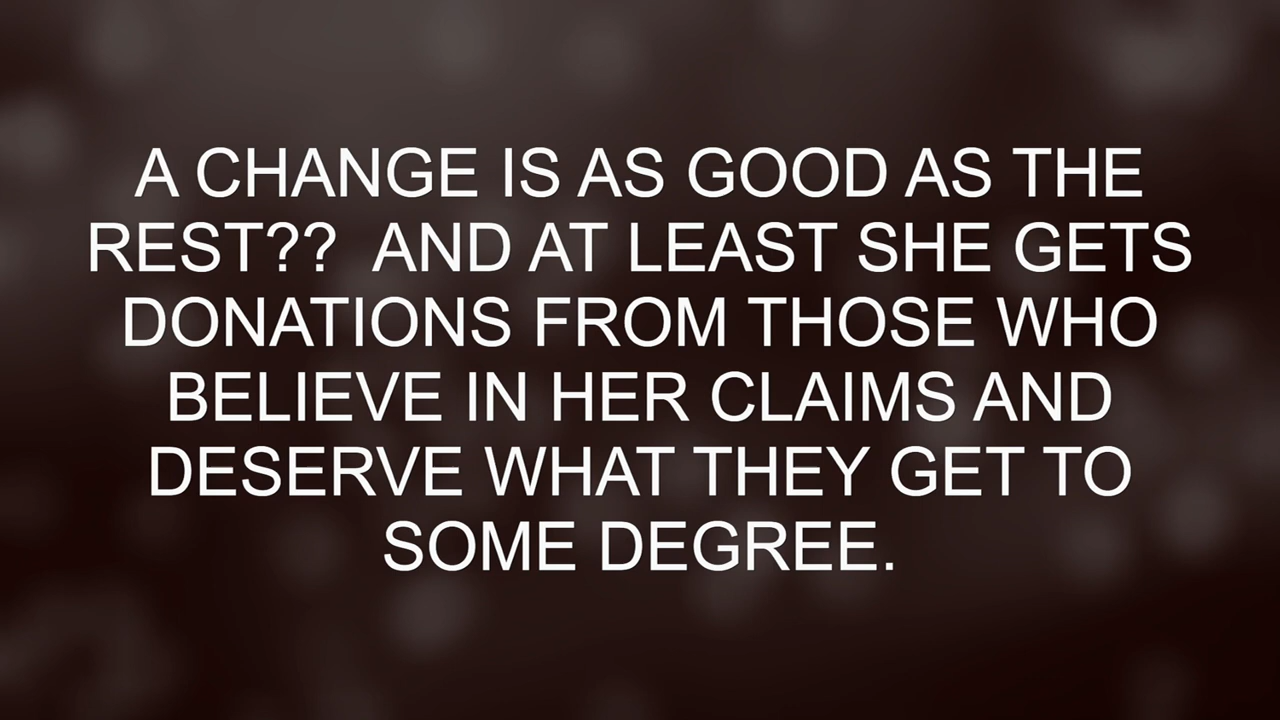 A CHANGE IS AS GOOD AS THE
REST??  AND AT LEAST SHE GETS
DONATIONS FROM THOSE WHO
BELIEVE IN HER CLAIMS AND
DESERVE WHAT THEY GET TO
SOME DEGREE.